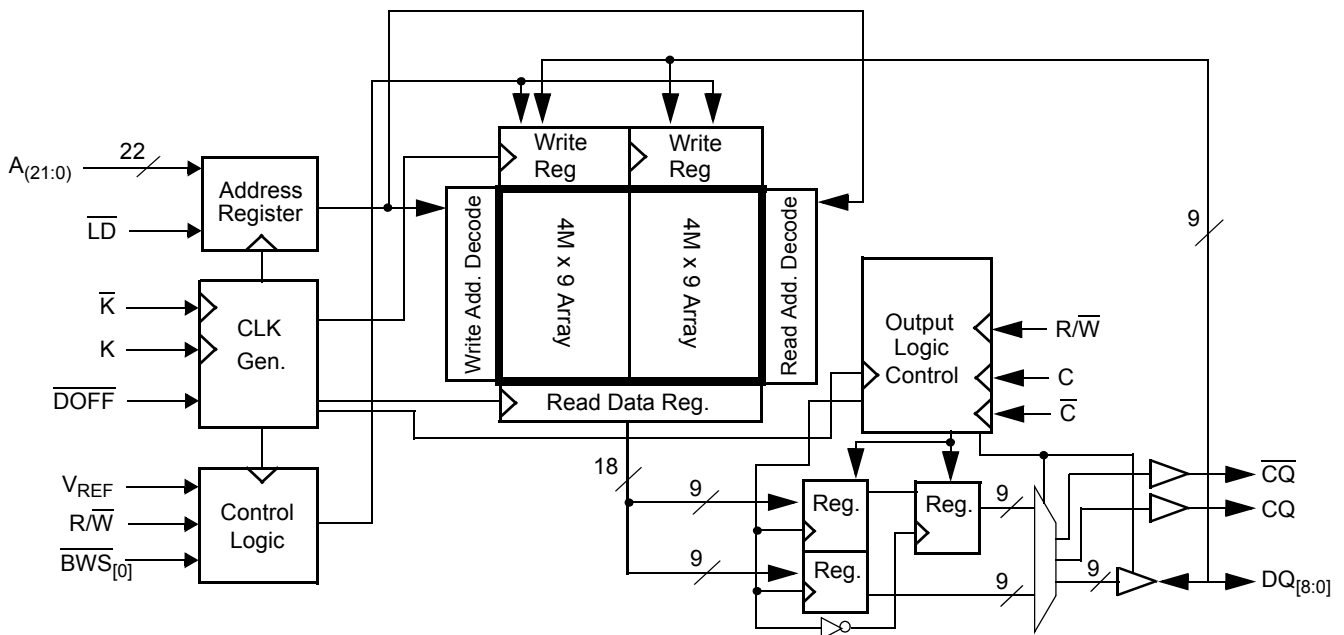 A(21:0)
22
LD
Address
Register
K
K
DOFF
CLK
Gen.
VREF
R/W
BWS[0]
Control
Logic
Write
Reg
Write
Reg
Write Add. Decode
4M x 9 Array
4M x 9 Array
Read Add. Decode
Read Data Reg.
18
9
9
Output
Logic
Control
R/W
C
C
9
Reg.
Reg.
Reg.
9
9
9
CQ
CQ
DQ[8:0]